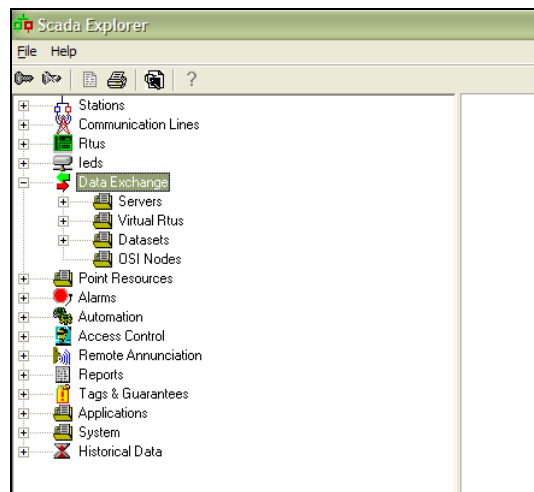 Scada Explorer
File Help
?
Stations
Communication Lines
Rtus
Ieds
Data Exchange
Servers
Virtual Rtus
Datasets
OSI Nodes
Point Resources
Alarms
Automation
Access Control
Remote Annunciation
Reports
Tags & Guarantees
Applications
System
Historical Data